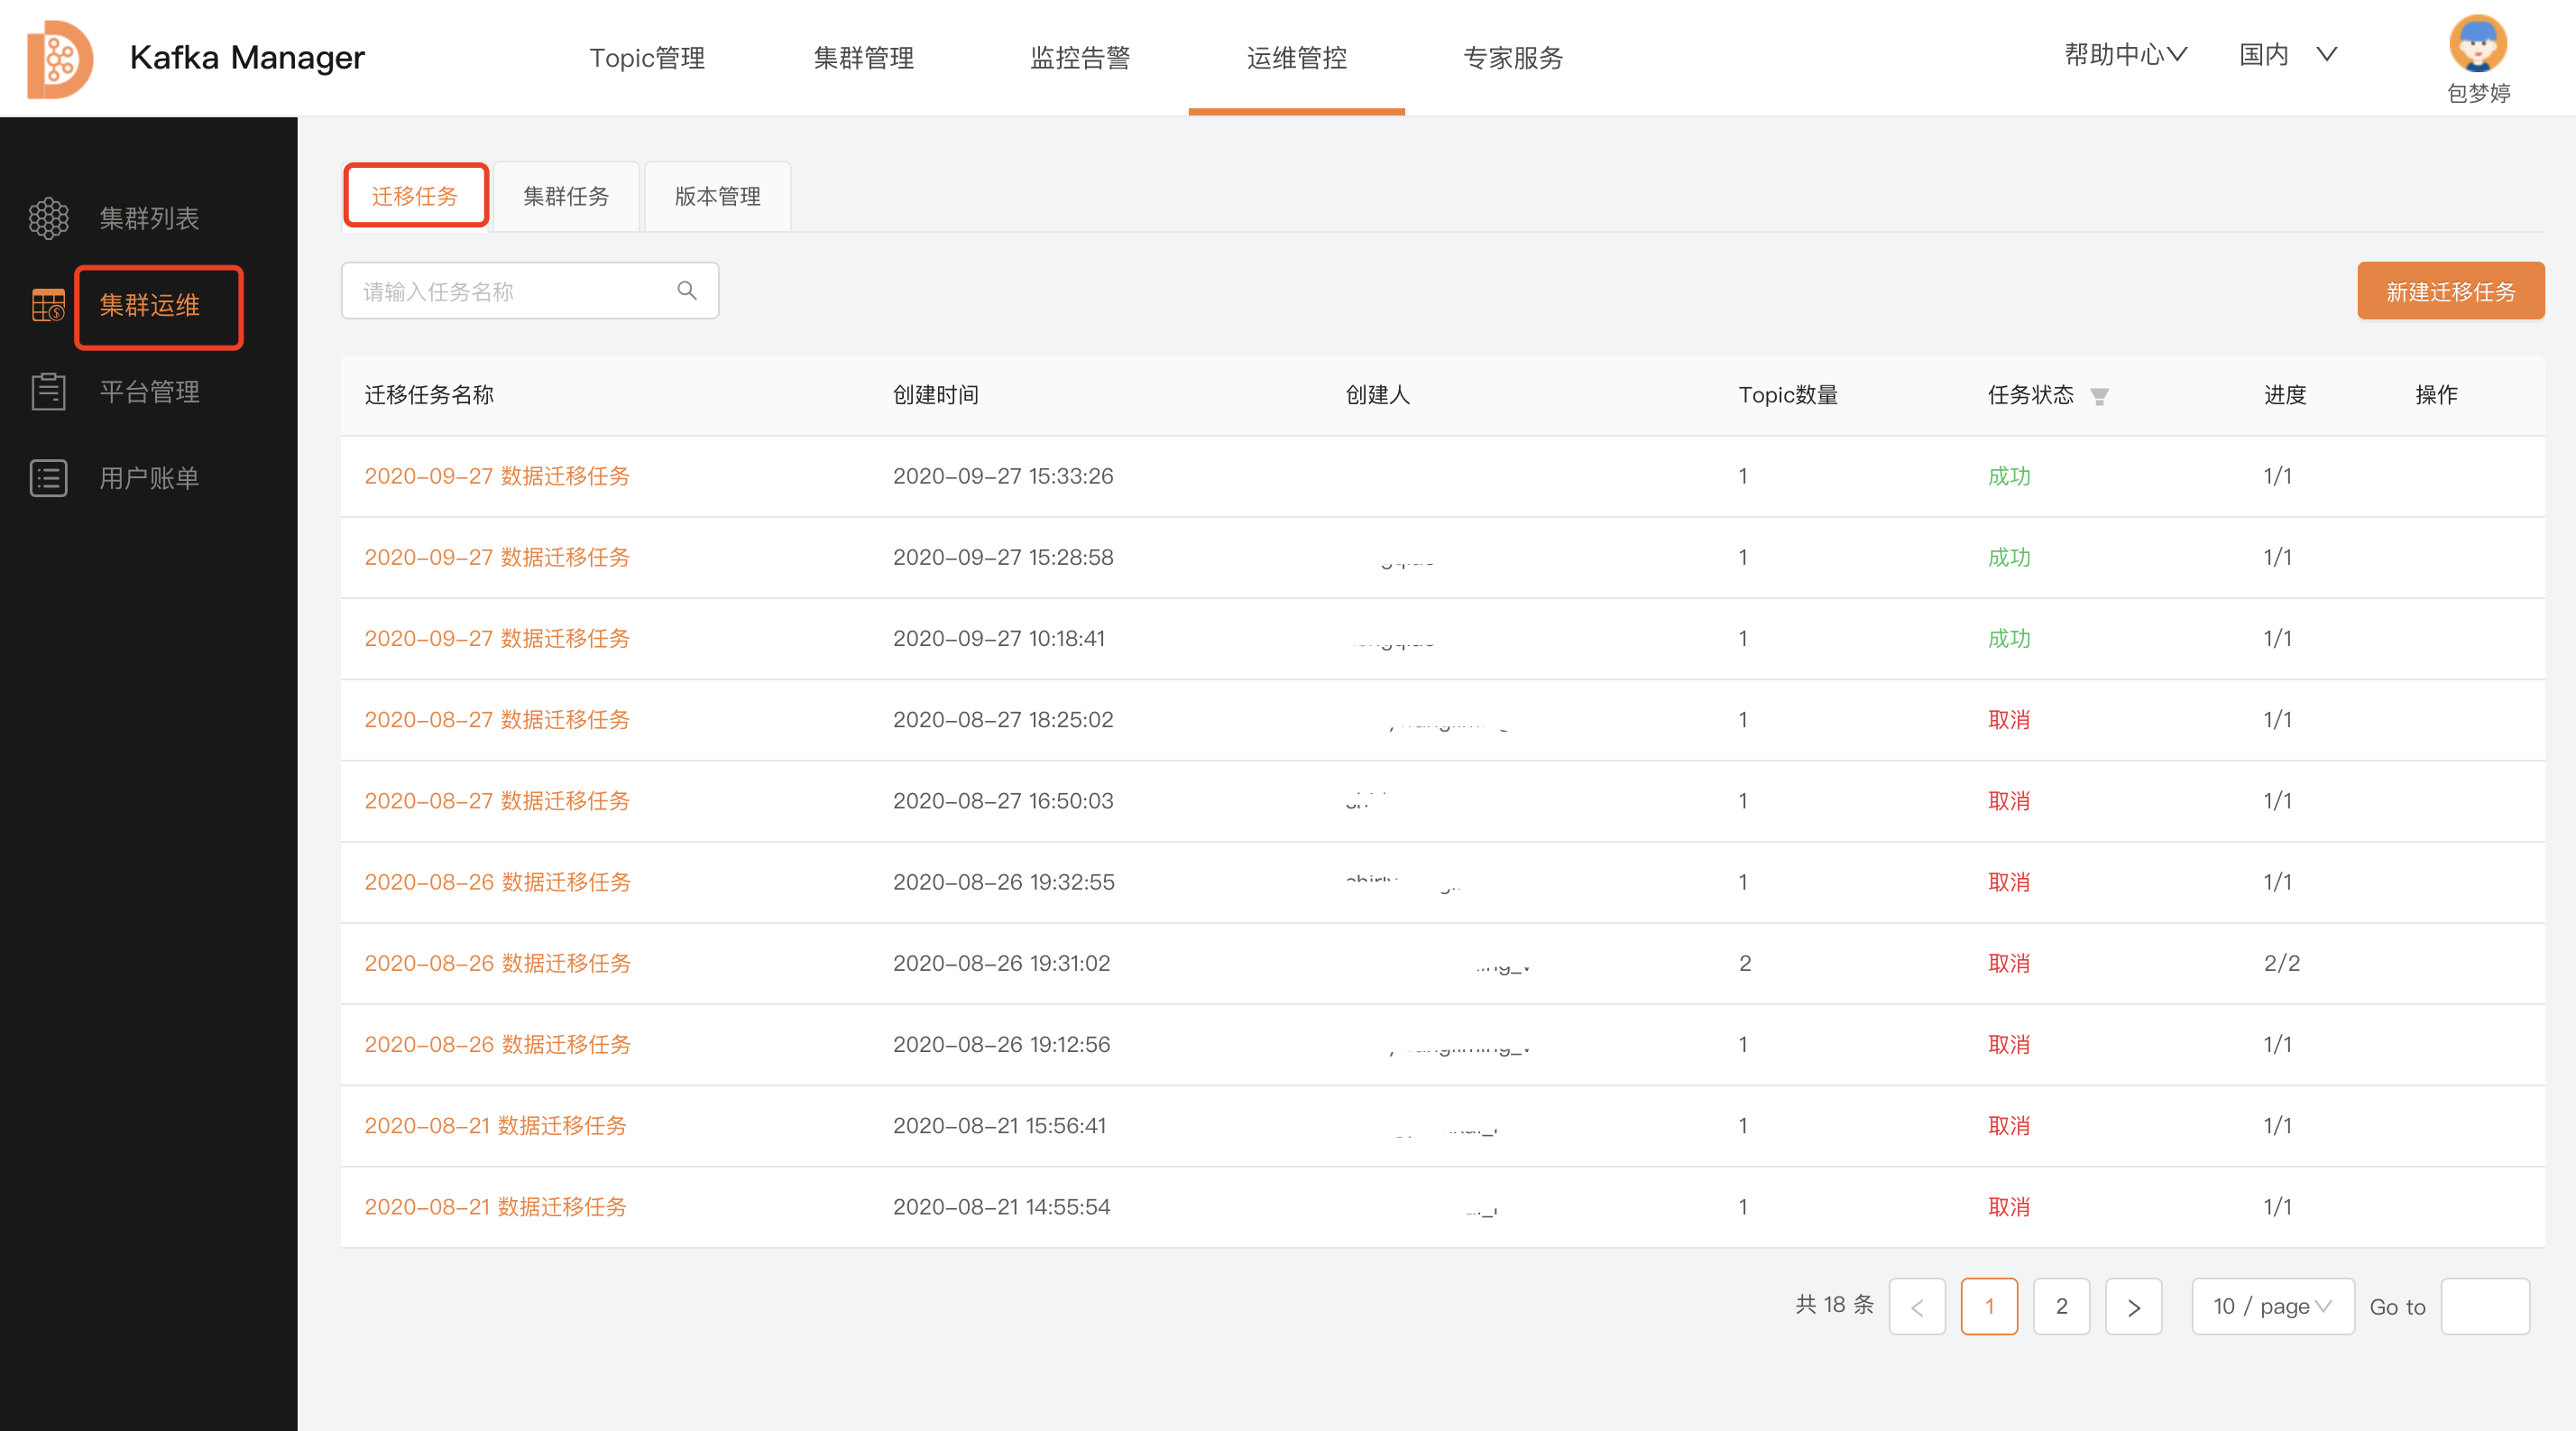 Kafka Manager Topic管理 集群管理 监控告警 运维管控 专家服务 帮助中心 国内
包梦婷
集群列表
集群运维
平台管理
用户账单
迁移任务 集群任务 版本管理
请输入任务名称 新建迁移任务
迁移任务名称 创建时间 创建人 Topic数量 任务状态 进度 操作
2020-09-27 数据迁移任务 2020-09-27 15:33:26 1 成功 1/1
2020-09-27 数据迁移任务 2020-09-27 15:28:58 1 成功 1/1
2020-09-27 数据迁移任务 2020-09-27 10:18:41 1 成功 1/1
2020-08-27 数据迁移任务 2020-08-27 18:25:02 1 取消 1/1
2020-08-27 数据迁移任务 2020-08-27 16:50:03 1 取消 1/1
2020-08-26 数据迁移任务 2020-08-26 19:32:55 1 取消 1/1
2020-08-26 数据迁移任务 2020-08-26 19:31:02 2 取消 2/2
2020-08-26 数据迁移任务 2020-08-26 19:12:56 1 取消 1/1
2020-08-21 数据迁移任务 2020-08-21 15:56:41 1 取消 1/1
2020-08-21 数据迁移任务 2020-08-21 14:55:54 1 取消 1/1
共 18 条 < 1 2 > 10 / page Go to